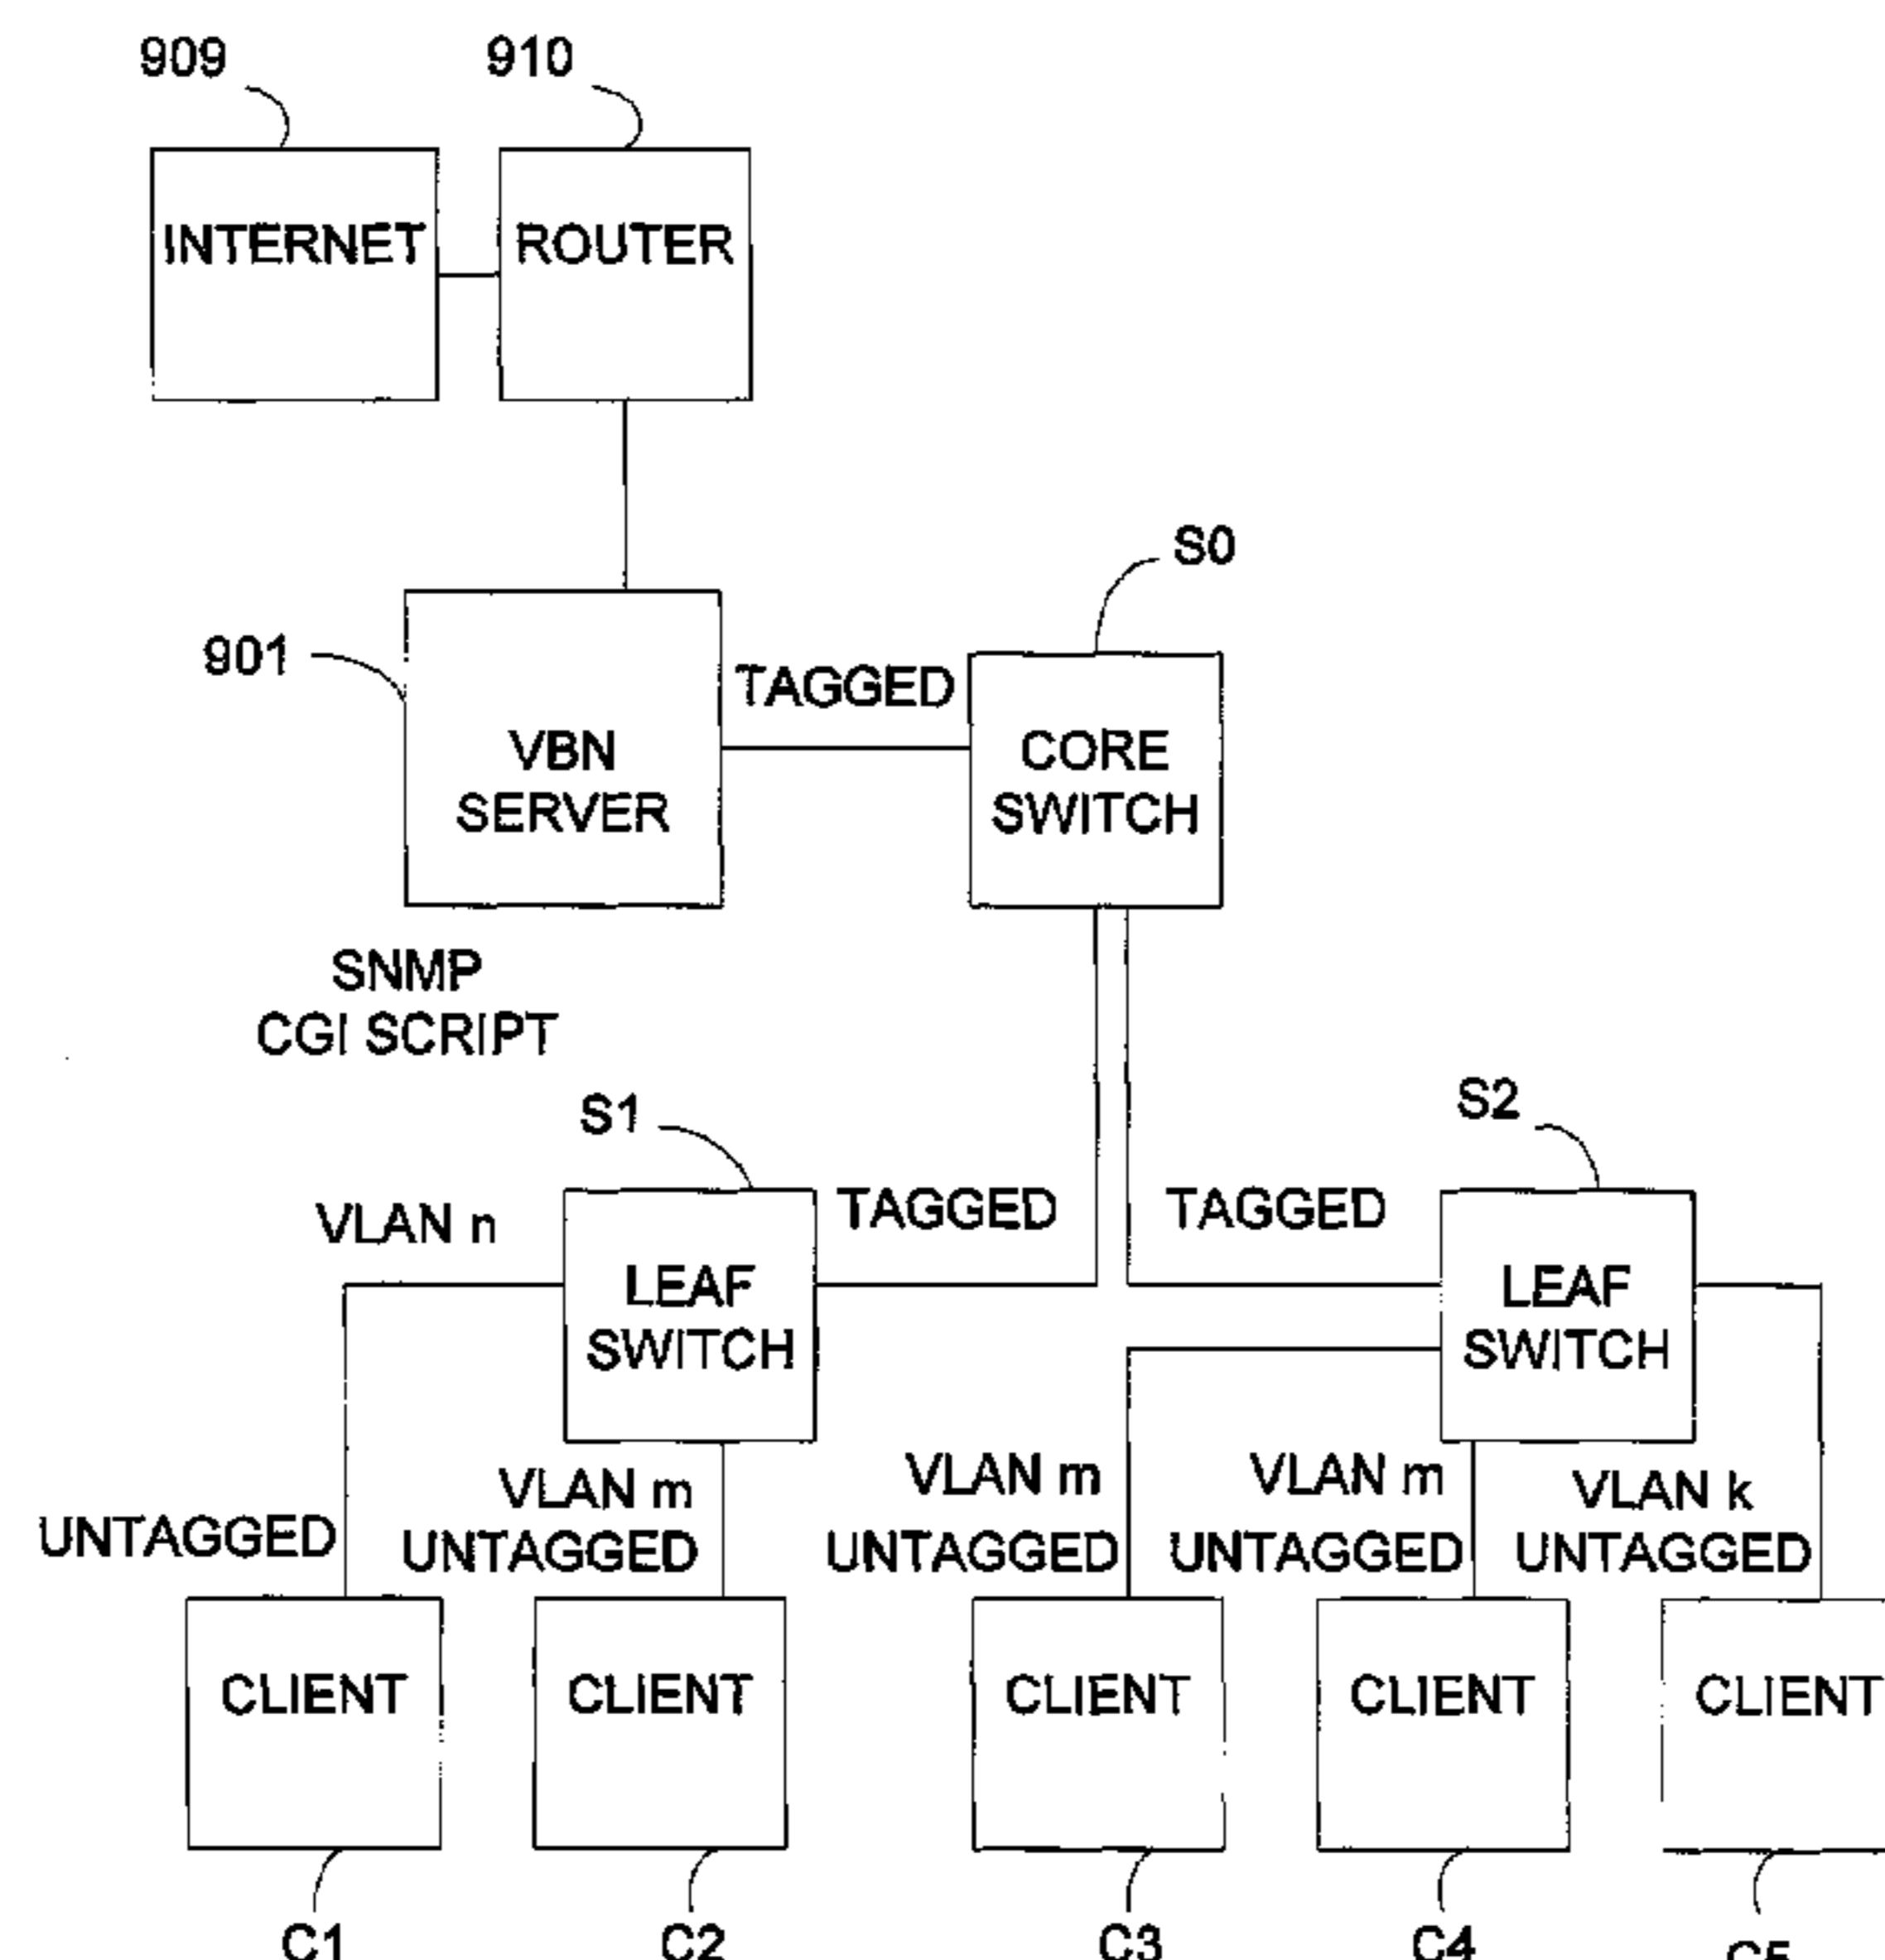 909
910
INTERNET
ROUTER
S0
901
TAGGED
VBN
SERVER
CORE
SWITCH
SNMP
CGI SCRIPT
S1
S2
VLAN n
TAGGED
TAGGED
LEAF
SWITCH
LEAF
SWITCH
UNTAGGED
VLAN m
UNTAGGED
VLAN m
UNTAGGED
VLAN m
UNTAGGED
VLAN k
UNTAGGED
CLIENT
CLIENT
CLIENT
CLIENT
CLIENT
C1
C2
C3
C4
C5